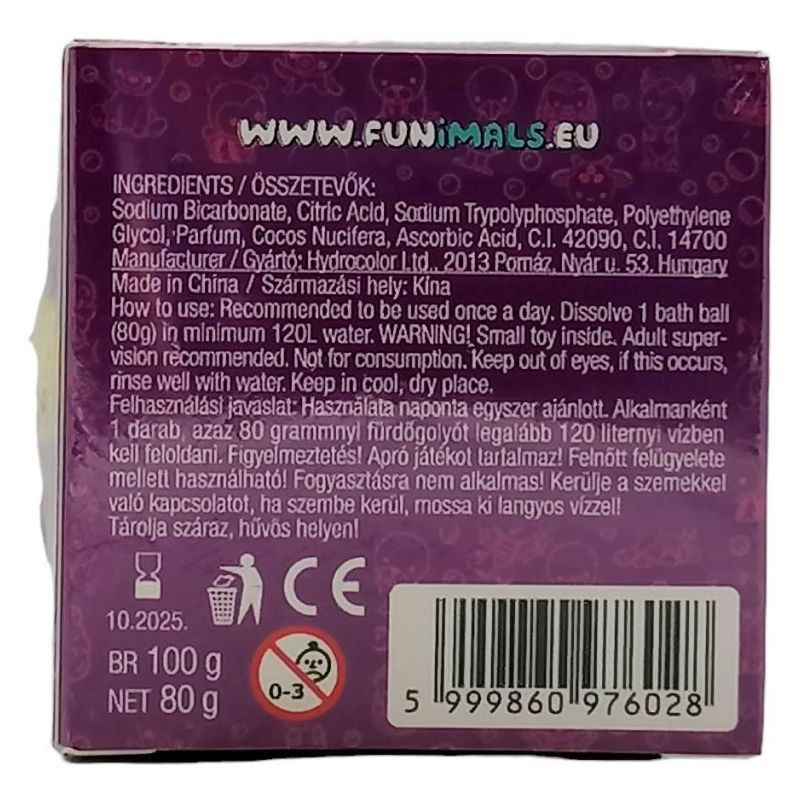 WWW.FUNiMALS.EU
INGREDIENTS / ÖSSZETEVŐK:
Sodium Bicarbonate, Citric Acid, Sodium Trypolyphosphate, Polyethylene
Glycol, Parfum, Cocos Nucifera, Ascorbic Acid, C.I. 42090, C.I. 14700
Manufacturer / Gyártó: Hydrocolor Ltd., 2013 Pomáz, Nyár u. 53. Hungary
Made in China / Származási hely: Kína
How to use: Recommended to be used once a day. Dissolve 1 bath ball
(80g) in minimum 120L water. WARNING! Small toy inside. Adult super-
vision recommended. Not for consumption. Keep out of eyes, if this occurs,
rinse well with water. Keep in cool, dry place.
Felhasználási javaslat: Használata naponta egyszer ajánlott. Alkalmanként
1 darab, azaz 80 grammnyi fürdőgolyót legalább 120 liternyi vízben
kell feloldani. Figyelmeztetés! Apró játékot tartalmaz! Felnőtt felügyelete
mellett használható! Fogyasztásra nem alkalmas! Kerülje a szemekkel
való kapcsolatot, ha szembe kerül, mossa ki langyos vízzel!
Tárolja száraz, hűvös helyen!
CE
10.2025.
BR 100 g
NET 80 g
0-3
5 999860 976028